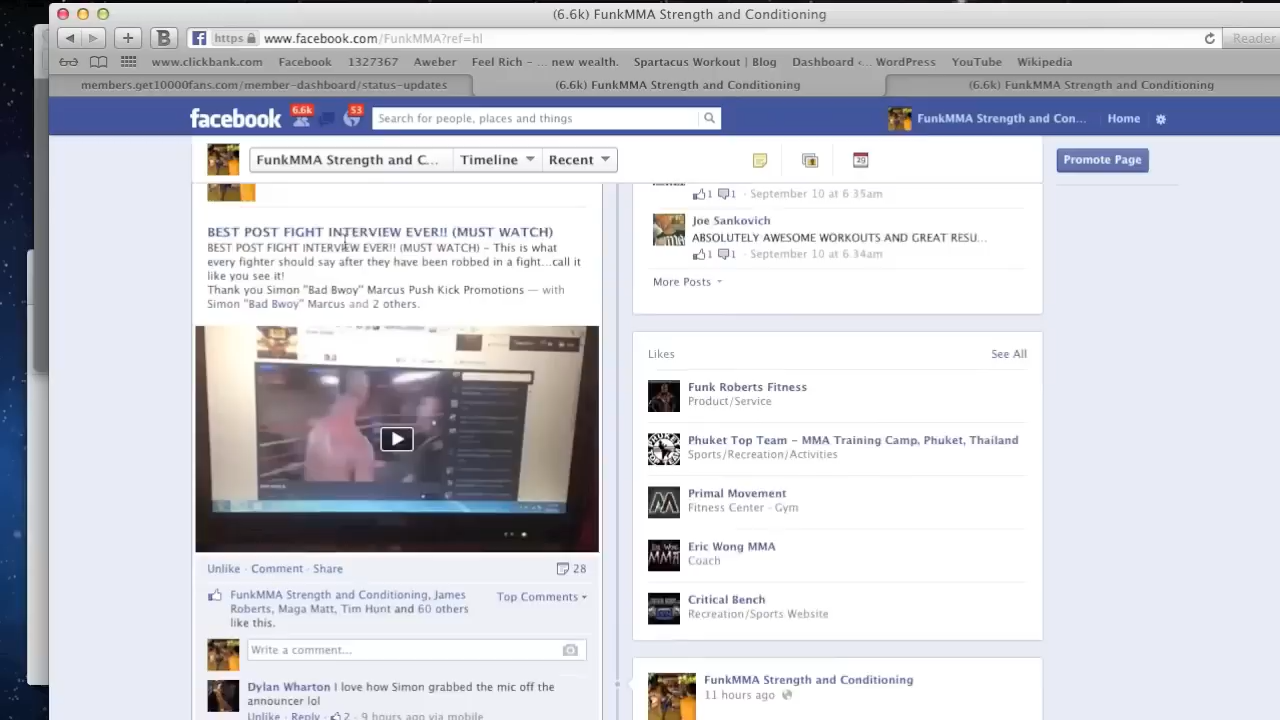 (6.6k) FunkMMA Strength and Conditioning
https www.facebook.com/FunkMMA?ref=hl Reader
www.clickbank.com Facebook 1327367 Aweber Feel Rich - ... new wealth. Spartacus Workout | Blog Dashboard ‹... WordPress YouTube Wikipedia
members.get10000fans.com/member-dashboard/status-updates (6.6k) FunkMMA Strength and Conditioning (6.6k) FunkMMA Strength and Conditioning
facebook 6.6k 53 Search for people, places and things FunkMMA Strength and Con... Home
FunkMMA Strength and C... Timeline Recent 29 Promote Page
BEST POST FIGHT INTERVIEW EVER!! (MUST WATCH)
BEST POST FIGHT INTERVIEW EVER!! (MUST WATCH) - This is what
every fighter should say after they have been robbed in a fight...call it
like you see it!
Thank you Simon "Bad Bwoy" Marcus Push Kick Promotions — with
Simon "Bad Bwoy" Marcus and 2 others.
Unlike · Comment · Share 28
FunkMMA Strength and Conditioning, James
Roberts, Maga Matt, Tim Hunt and 60 others
like this.
Top Comments
Write a comment...
Dylan Wharton I love how Simon grabbed the mic off the
announcer lol
Unlike · Reply · 2 · 9 hours ago via mobile
1 1 · September 10 at 6:35am
Joe Sankovich
ABSOLUTELY AWESOME WORKOUTS AND GREAT RESU...
1 1 · September 10 at 6:34am
More Posts
Likes See All
Funk Roberts Fitness
Product/Service
Phuket Top Team - MMA Training Camp, Phuket, Thailand
Sports/Recreation/Activities
Primal Movement
Fitness Center · Gym
Eric Wong MMA
Coach
Critical Bench
Recreation/Sports Website
FunkMMA Strength and Conditioning
11 hours ago